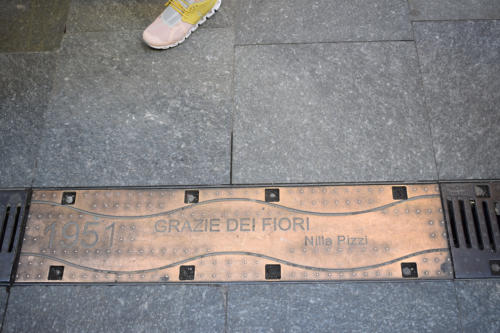 1951 GRAZIE DEI FIORI
Nilla Pizzi